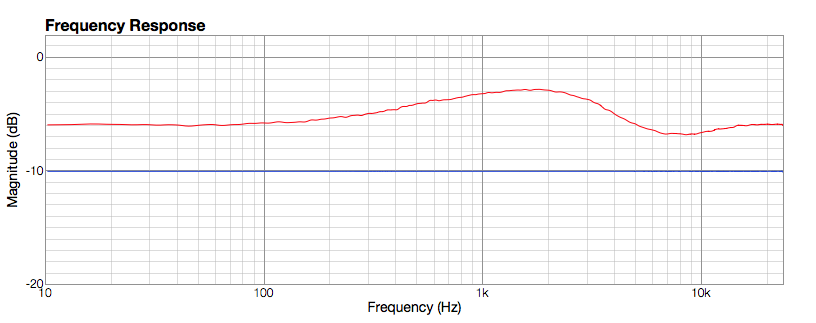 Frequency Response
0
-10
-20
10
100
1k
10k
Magnitude (dB)
Frequency (Hz)